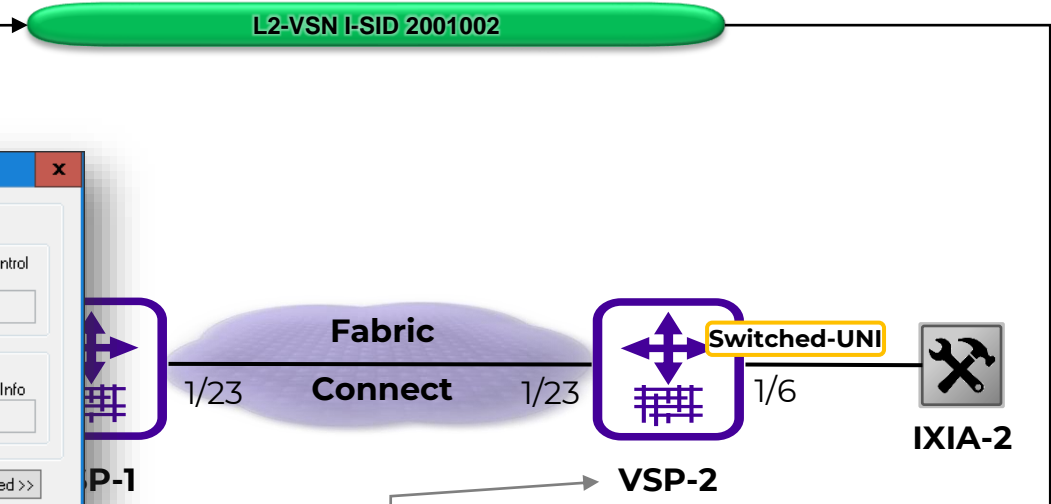 L2-VSN I-SID 2001002
x
ntrol
Info
ed >>
Fabric
Connect
1/23
1/23
Switched-UNI
1/6
IXIA-2
P-1
VSP-2